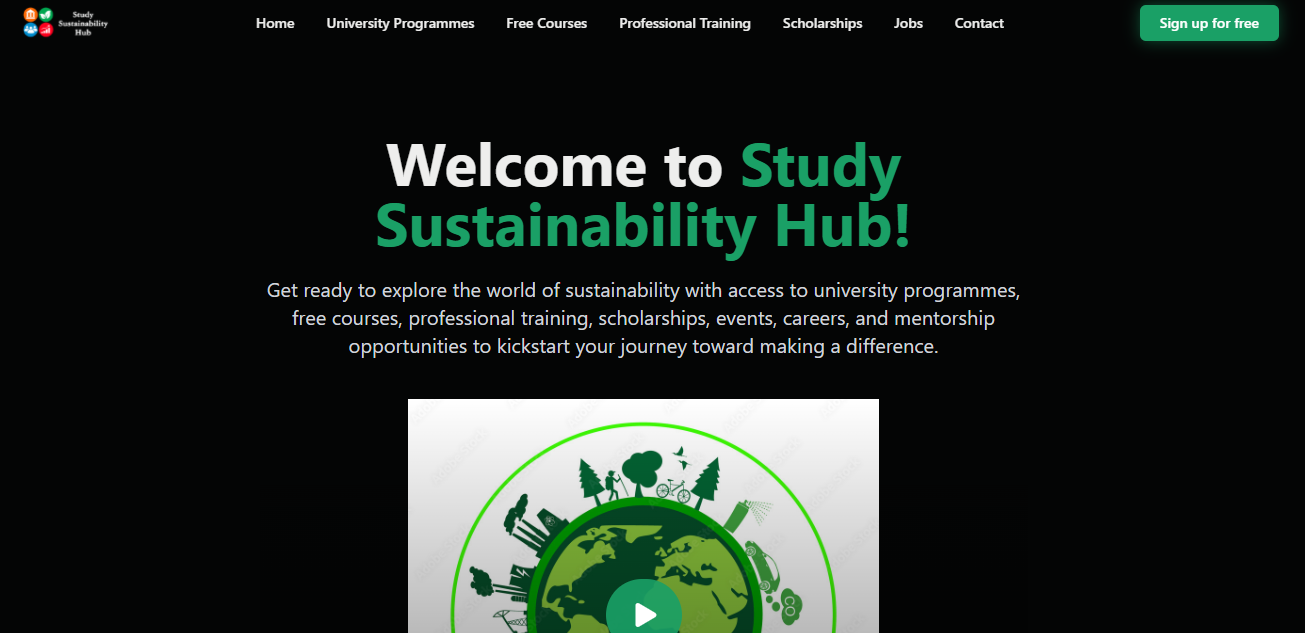 Study
Sustainability
Hub
Home
University Programmes
Free Courses
Professional Training
Scholarships
Jobs
Contact
Sign up for free
Welcome to Study
Sustainability Hub!
Get ready to explore the world of sustainability with access to university programmes,
free courses, professional training, scholarships, events, careers, and mentorship
opportunities to kickstart your journey toward making a difference.
CO